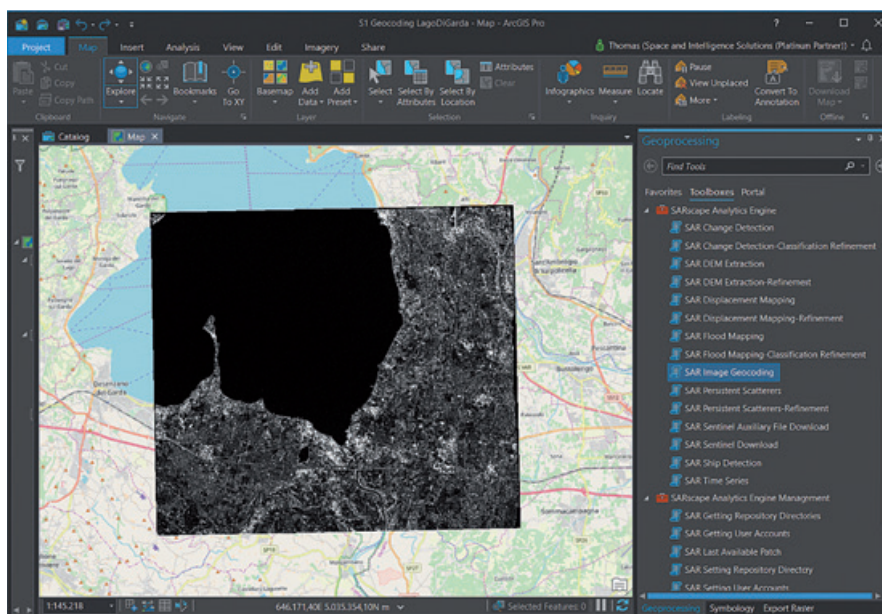 S1 Geocoding LagoDiGarda - Map - ArcGIS Pro
?
Project Map Insert Analysis View Edit Imagery Share
Thomas (Space and Intelligence Solutions (Platinum Partner))
Paste
Cut
Copy
Copy Path
Clipboard
Explore
Bookmarks
Go
To XY
Navigate
Basemap
Add
Data
Add
Preset
Layer
Select
Select By
Attributes
Select By
Location
Attributes
Clear
Selection
Infographics
Measure
Locate
Inquiry
Pause
View Unplaced
More
Convert To
Annotation
Labeling
Download
Map
Offline
Catalog
Map
Desenzano
del Garda
Bussolengo
Pescantina
Sommacampagna
1:145.218
646.171,40E 5.035.354,10N m
Selected Features: 0
Geoprocessing
Find Tools
Favorites Toolboxes Portal
SARscape Analytics Engine
SAR Change Detection
SAR Change Detection-Classification Refinement
SAR DEM Extraction
SAR DEM Extraction-Refinement
SAR Displacement Mapping
SAR Displacement Mapping-Refinement
SAR Flood Mapping
SAR Flood Mapping-Classification Refinement
SAR Image Geocoding
SAR Persistent Scatterers
SAR Persistent Scatterers-Refinement
SAR Sentinel Auxiliary File Download
SAR Sentinel Download
SAR Ship Detection
SAR Time Series
SARscape Analytics Engine Management
SAR Getting Repository Directories
SAR Getting User Accounts
SAR Last Available Patch
SAR Setting Repository Directory
SAR Setting User Accounts
Geoprocessing Symbology Export Raster